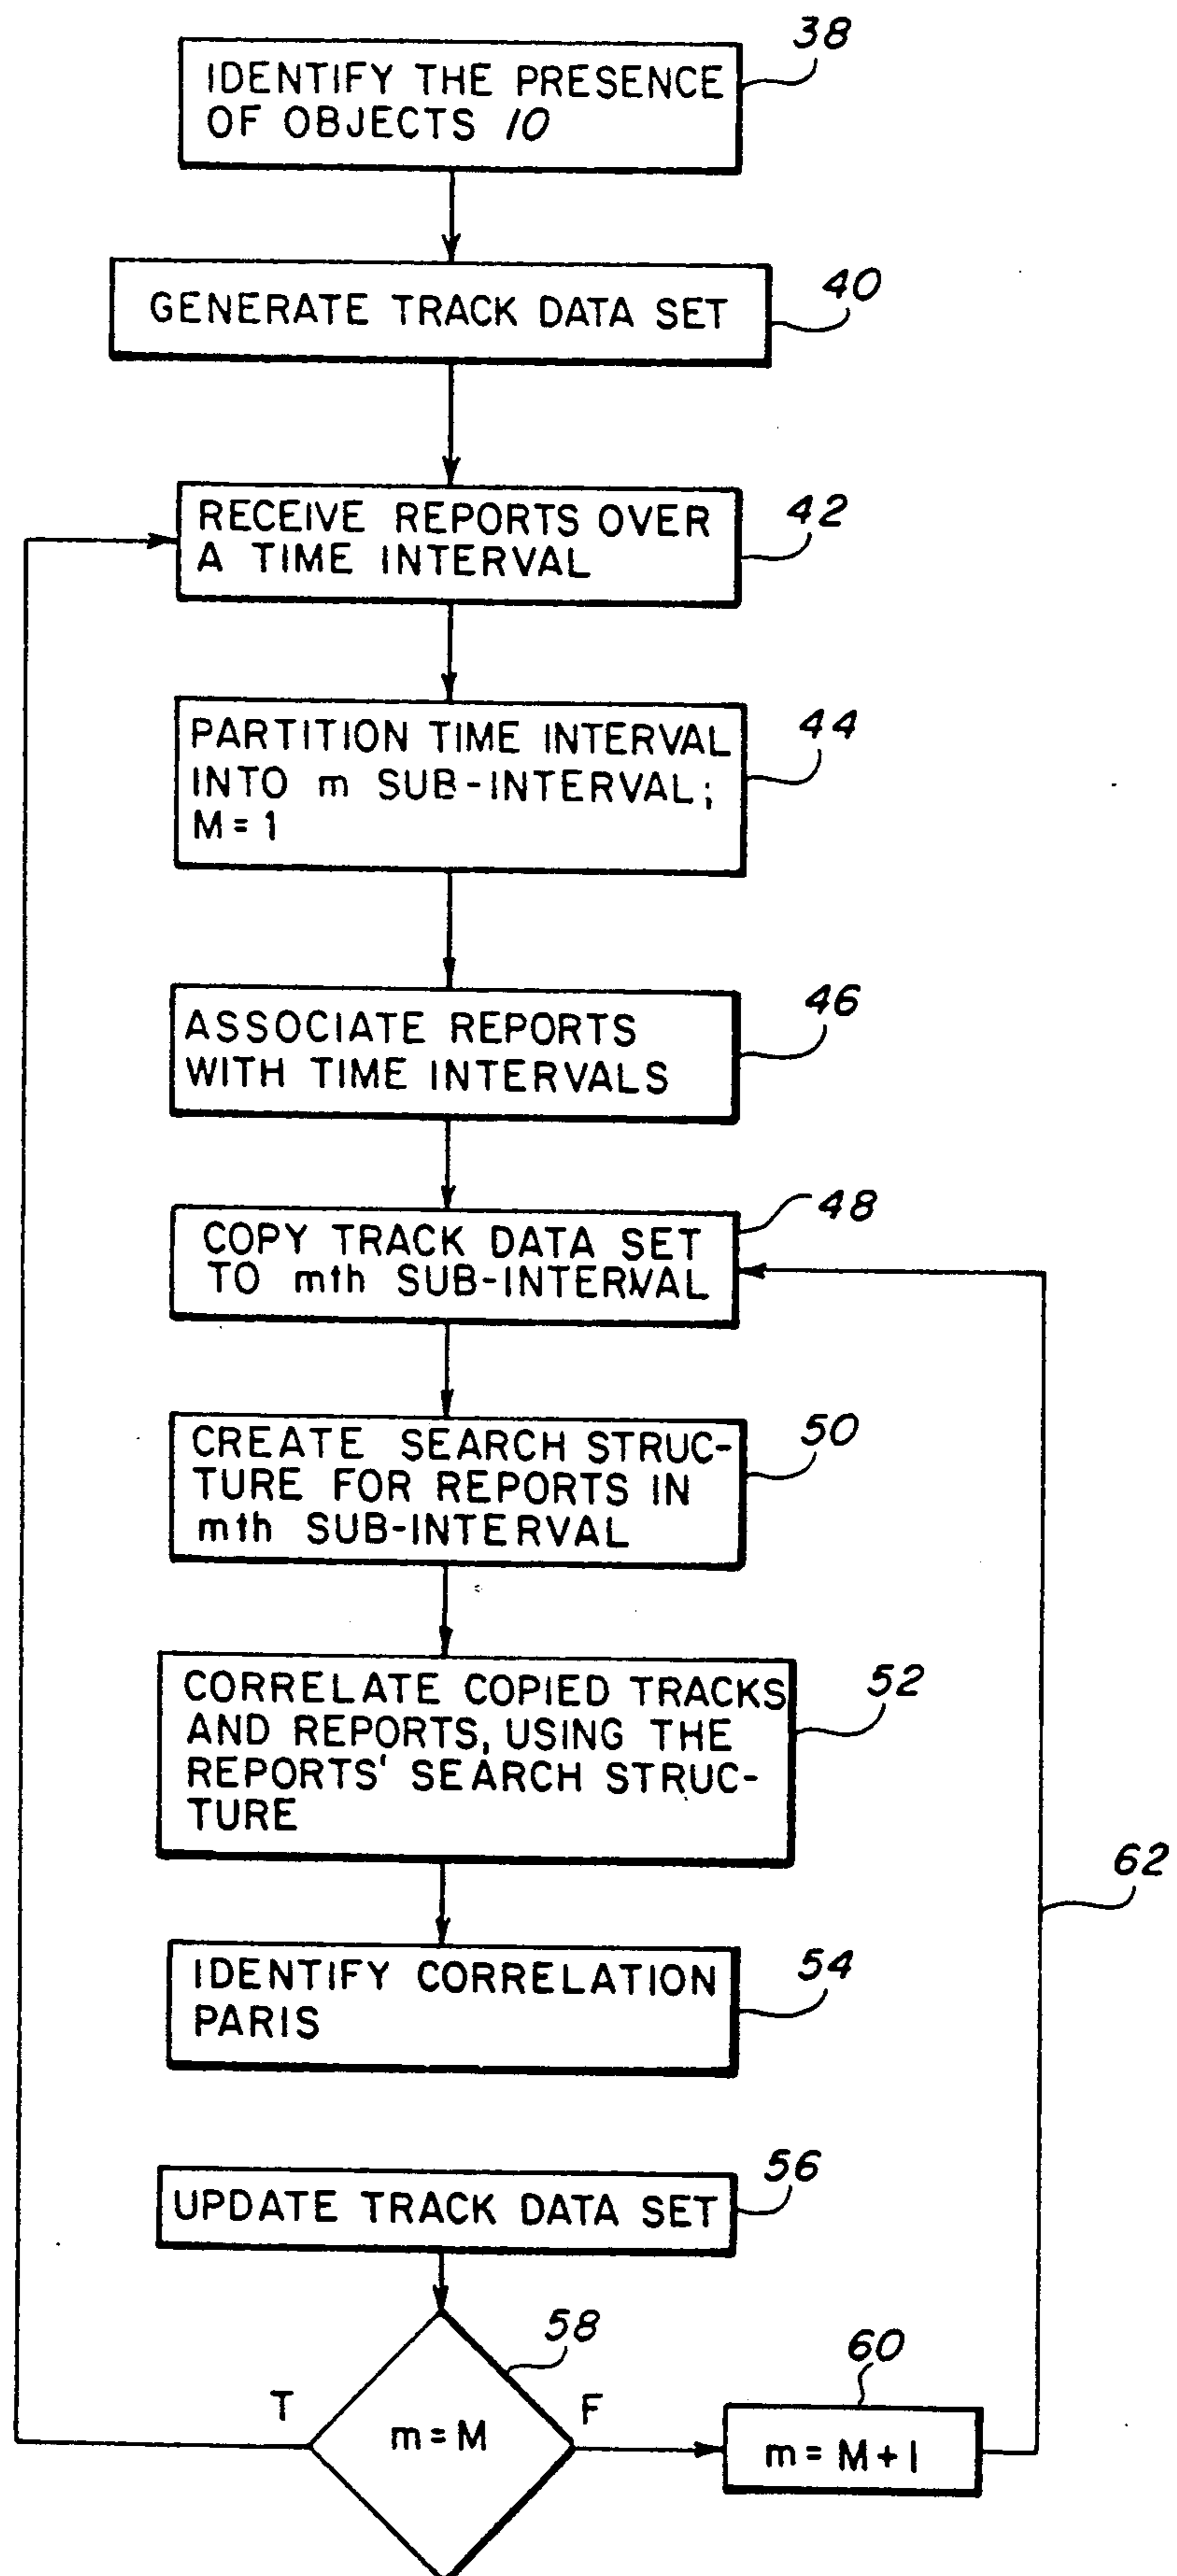 38
IDENTIFY THE PRESENCE
OF OBJECTS 10
40
GENERATE TRACK DATA SET
42
RECEIVE REPORTS OVER
A TIME INTERVAL
44
PARTITION TIME INTERVAL
INTO m SUB-INTERVAL;
M = 1
46
ASSOCIATE REPORTS
WITH TIME INTERVALS
48
COPY TRACK DATA SET
TO mth SUB-INTERVAL
50
CREATE SEARCH STRUC-
TURE FOR REPORTS IN
mth SUB-INTERVAL
52
CORRELATE COPIED TRACKS
AND REPORTS, USING THE
REPORTS' SEARCH STRUC-
TURE
62
54
IDENTIFY CORRELATION
PARIS
56
UPDATE TRACK DATA SET
58
60
T
F
m = M
m = M + 1